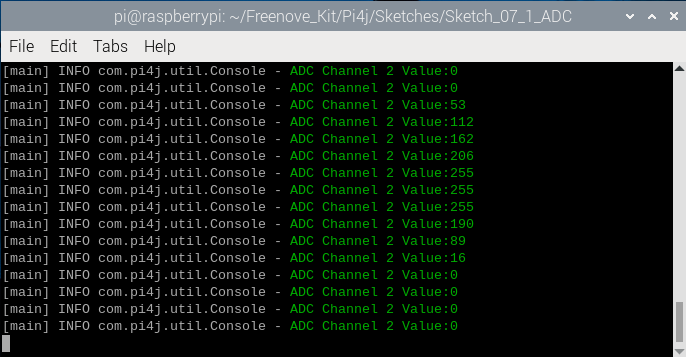 pi@raspberrypi: ~/Freenove_Kit/Pi4j/Sketches/Sketch_07_1_ADC
File Edit Tabs Help
[main] INFO com.pi4j.util.Console - ADC Channel 2 Value:0
[main] INFO com.pi4j.util.Console - ADC Channel 2 Value:0
[main] INFO com.pi4j.util.Console - ADC Channel 2 Value:53
[main] INFO com.pi4j.util.Console - ADC Channel 2 Value:112
[main] INFO com.pi4j.util.Console - ADC Channel 2 Value:162
[main] INFO com.pi4j.util.Console - ADC Channel 2 Value:206
[main] INFO com.pi4j.util.Console - ADC Channel 2 Value:255
[main] INFO com.pi4j.util.Console - ADC Channel 2 Value:255
[main] INFO com.pi4j.util.Console - ADC Channel 2 Value:255
[main] INFO com.pi4j.util.Console - ADC Channel 2 Value:190
[main] INFO com.pi4j.util.Console - ADC Channel 2 Value:89
[main] INFO com.pi4j.util.Console - ADC Channel 2 Value:16
[main] INFO com.pi4j.util.Console - ADC Channel 2 Value:0
[main] INFO com.pi4j.util.Console - ADC Channel 2 Value:0
[main] INFO com.pi4j.util.Console - ADC Channel 2 Value:0
[main] INFO com.pi4j.util.Console - ADC Channel 2 Value:0